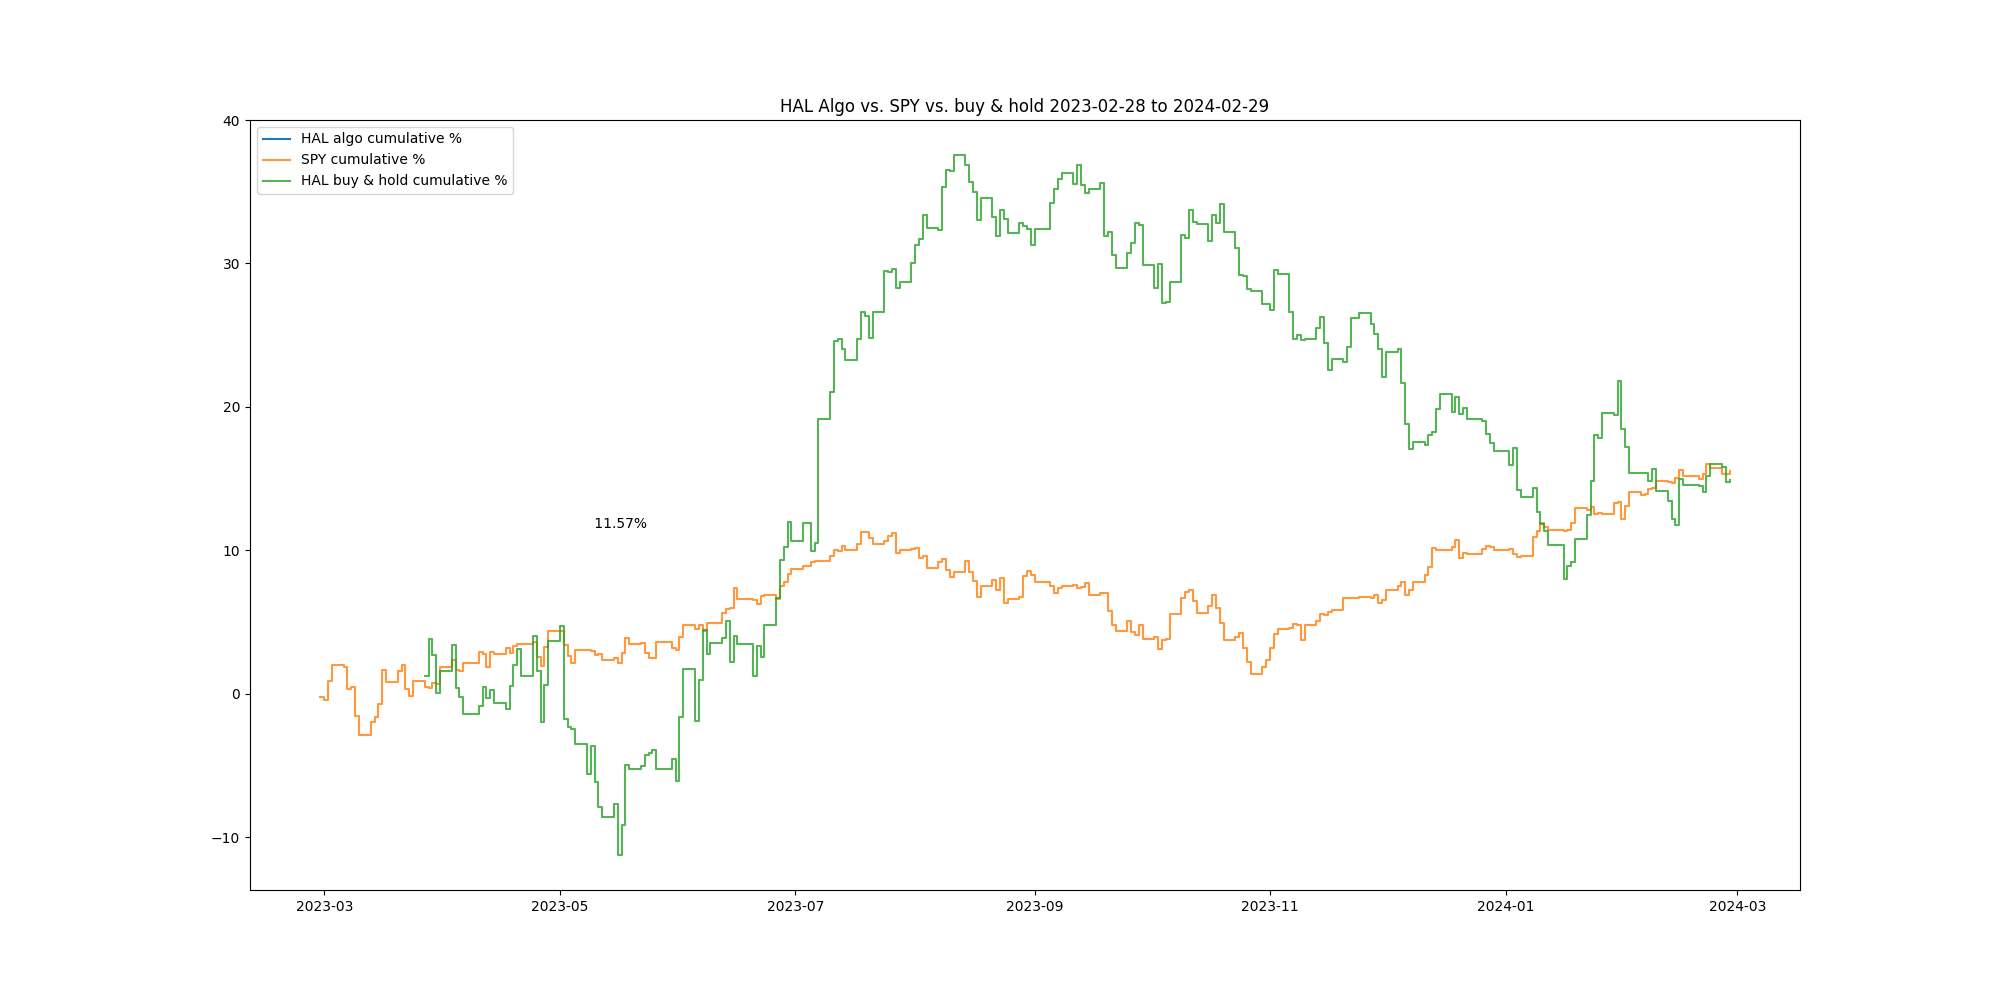 HAL Algo vs. SPY vs. buy & hold 2023-02-28 to 2024-02-29
40
HAL algo cumulative %
SPY cumulative %
HAL buy & hold cumulative %
30
20
11.57%
10
0
−10
2023-03 2023-05 2023-07 2023-09 2023-11 2024-01 2024-03